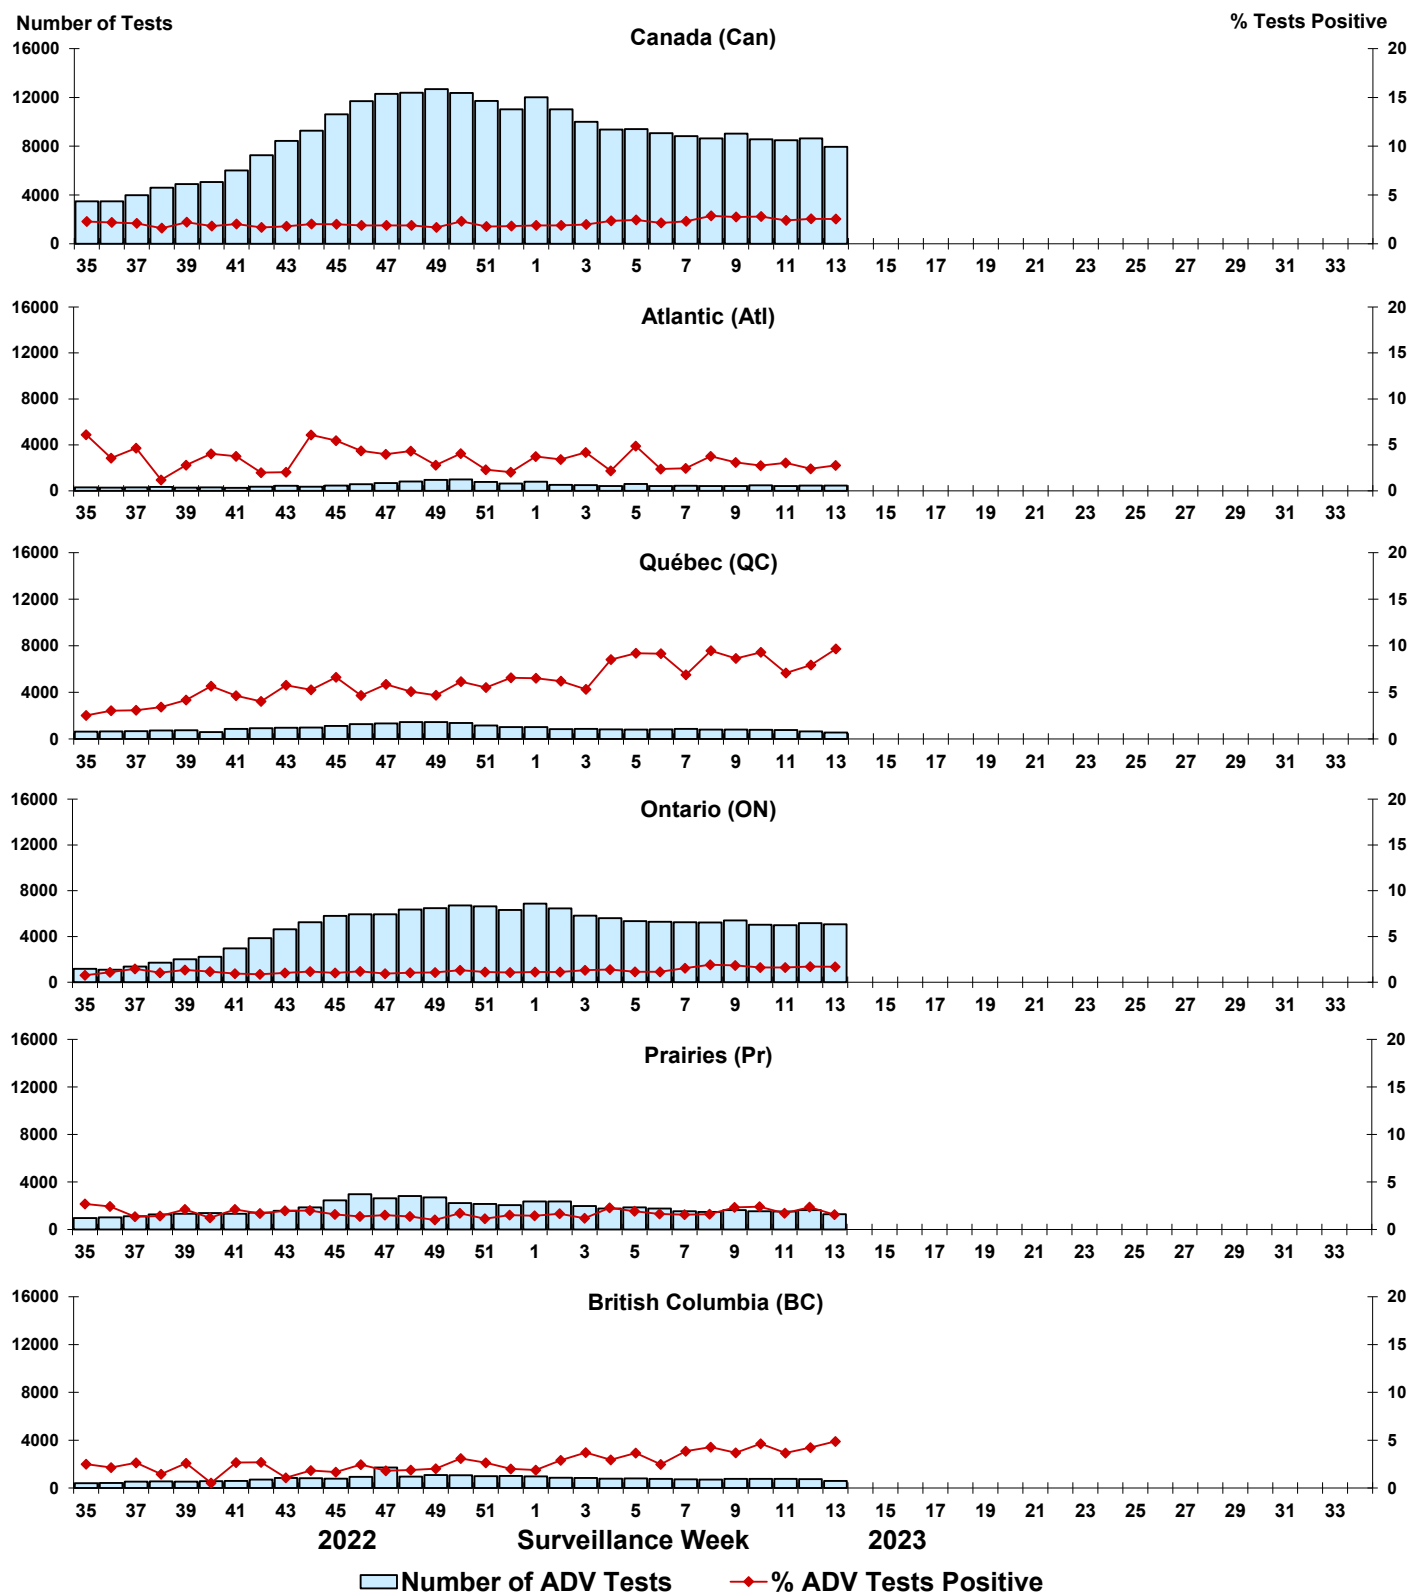 Number of Tests
% Tests Positive
Canada (Can)
16000 20
12000 15
8000 10
4000 5
0 0
35 37 39 41 43 45 47 49 51 1 3 5 7 9 11 13 15 17 19 21 23 25 27 29 31 33
Atlantic (Atl)
16000 20
12000 15
8000 10
4000 5
0 0
35 37 39 41 43 45 47 49 51 1 3 5 7 9 11 13 15 17 19 21 23 25 27 29 31 33
Québec (QC)
16000 20
12000 15
8000 10
4000 5
0 0
35 37 39 41 43 45 47 49 51 1 3 5 7 9 11 13 15 17 19 21 23 25 27 29 31 33
Ontario (ON)
16000 20
12000 15
8000 10
4000 5
0 0
35 37 39 41 43 45 47 49 51 1 3 5 7 9 11 13 15 17 19 21 23 25 27 29 31 33
Prairies (Pr)
16000 20
12000 15
8000 10
4000 5
0 0
35 37 39 41 43 45 47 49 51 1 3 5 7 9 11 13 15 17 19 21 23 25 27 29 31 33
British Columbia (BC)
16000 20
12000 15
8000 10
4000 5
0 0
35 37 39 41 43 45 47 49 51 1 3 5 7 9 11 13 15 17 19 21 23 25 27 29 31 33
2022 Surveillance Week 2023
Number of ADV Tests % ADV Tests Positive